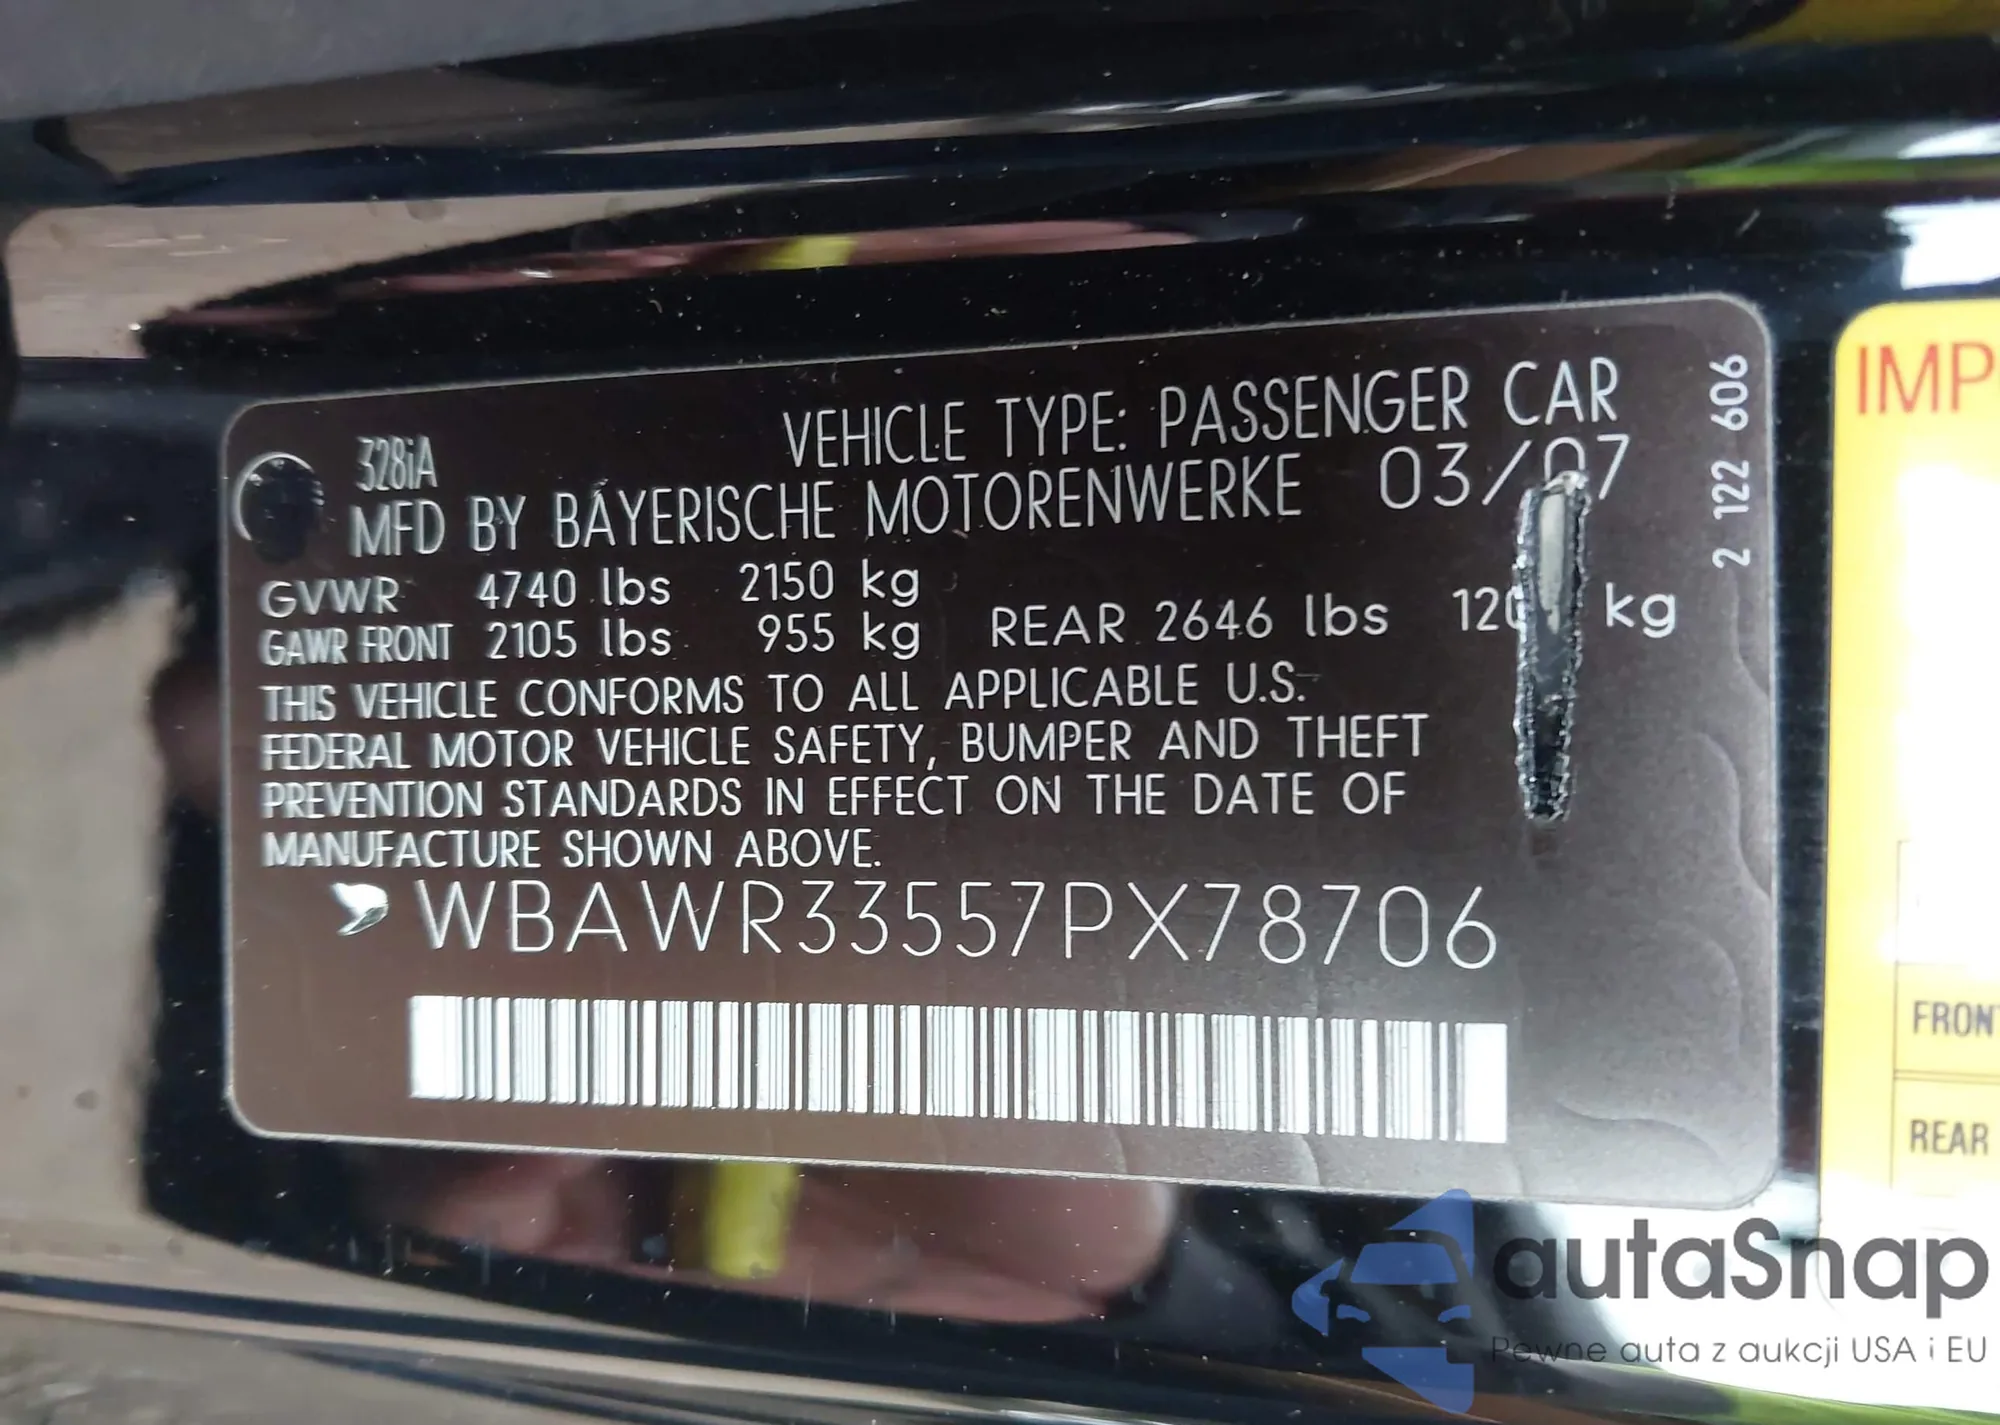 328iA
VEHICLE TYPE: PASSENGER CAR
MFD BY BAYERISCHE MOTORENWERKE 03/07
GVWR 4740 lbs 2150 kg
GAWR FRONT 2105 lbs 955 kg REAR 2646 lbs kg
THIS VEHICLE CONFORMS TO ALL APPLICABLE U.S.
FEDERAL MOTOR VEHICLE SAFETY, BUMPER AND THEFT
PREVENTION STANDARDS IN EFFECT ON THE DATE OF
MANUFACTURE SHOWN ABOVE.
WBAWR33557PX78706
2 122 606
IMP
FRONT
REAR
autaSnap
Pewne auta z aukcji USA i EU